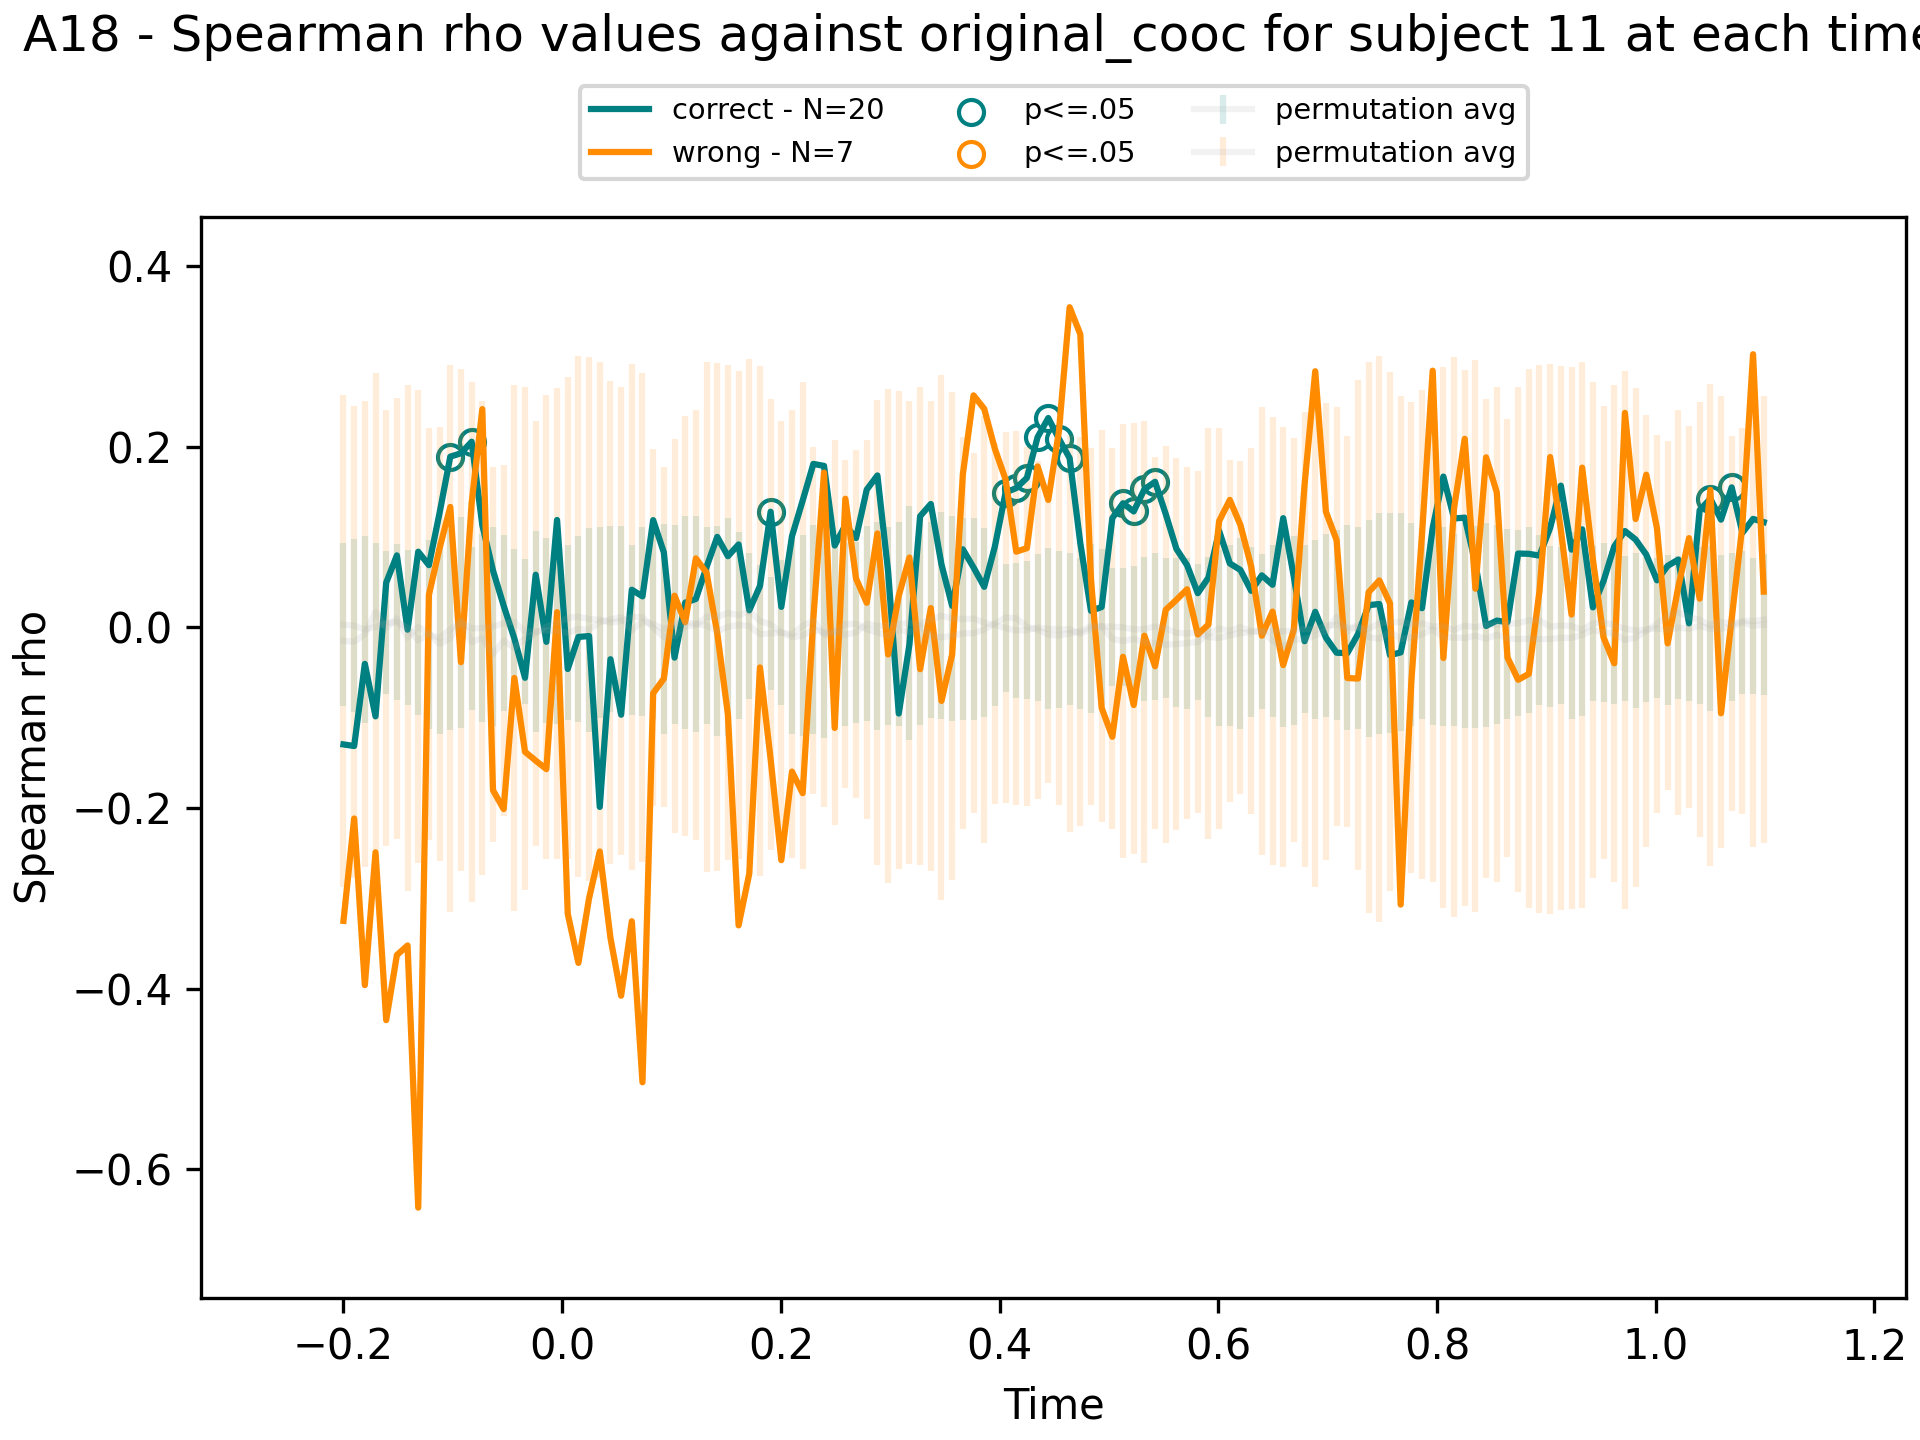 A18 - Spearman rho values against original_cooc for subject 11 at each time
correct - N=20
wrong - N=7
p<=.05
p<=.05
permutation avg
permutation avg
0.4
0.2
0.0
−0.2
−0.4
−0.6
Spearman rho
−0.2 0.0 0.2 0.4 0.6 0.8 1.0 1.2
Time